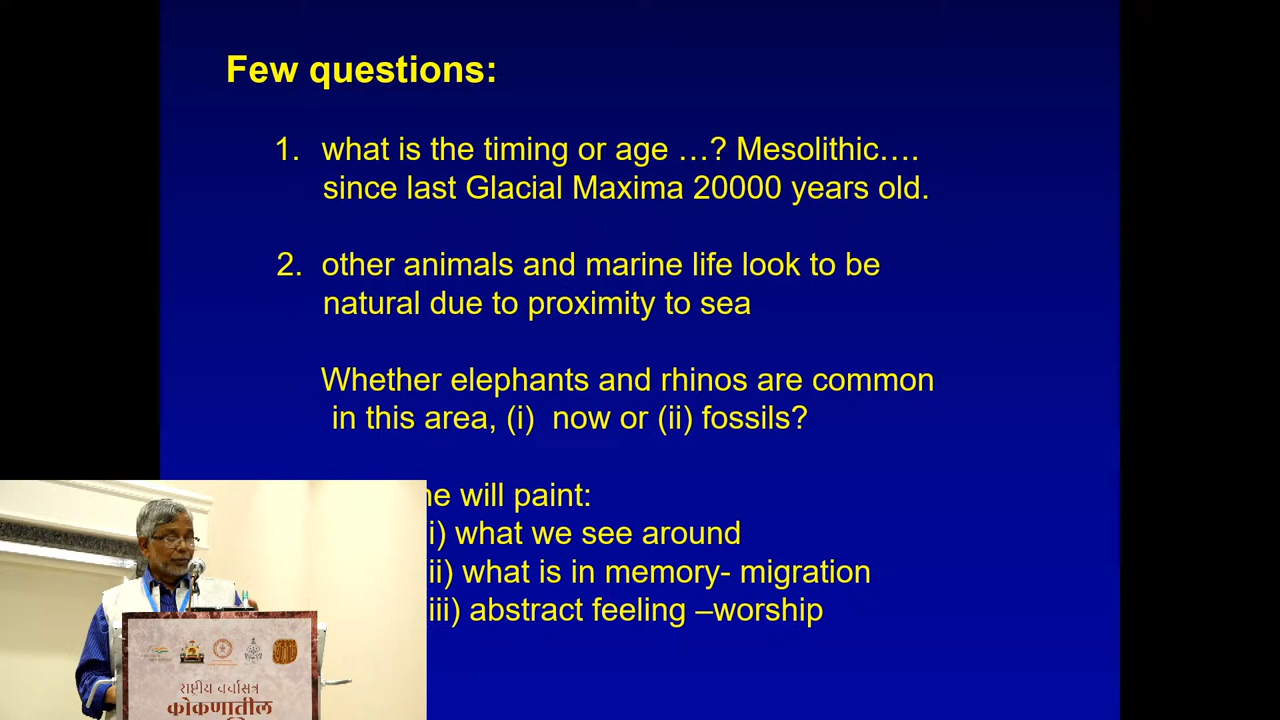 Few questions:
1. what is the timing or age …? Mesolithic….
since last Glacial Maxima 20000 years old.
2. other animals and marine life look to be
natural due to proximity to sea
Whether elephants and rhinos are common
in this area, (i) now or (ii) fossils?
will paint:
i) what we see around
ii) what is in memory- migration
iii) abstract feeling –worship
राष्ट्रीय चर्चासत्र
कोकणातील